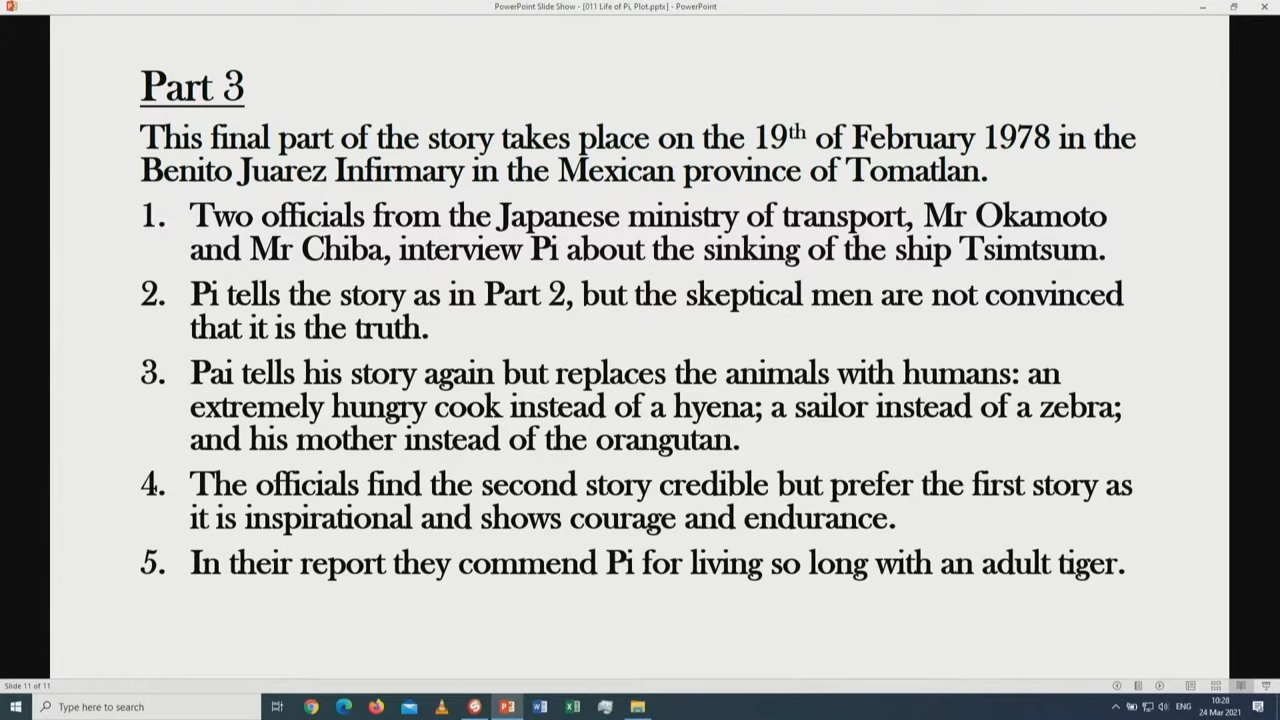 PowerPoint Slide Show - [011 Life of Pi, Plot.pptx] - PowerPoint
Part 3
This final part of the story takes place on the 19th of February 1978 in the
Benito Juarez Infirmary in the Mexican province of Tomatlan.
1. Two officials from the Japanese ministry of transport, Mr Okamoto
and Mr Chiba, interview Pi about the sinking of the ship Tsimtsum.
2. Pi tells the story as in Part 2, but the skeptical men are not convinced
that it is the truth.
3. Pai tells his story again but replaces the animals with humans: an
extremely hungry cook instead of a hyena; a sailor instead of a zebra;
and his mother instead of the orangutan.
4. The officials find the second story credible but prefer the first story as
it is inspirational and shows courage and endurance.
5. In their report they commend Pi for living so long with an adult tiger.
Slide 11 of 11
Type here to search
ENG
10:28
24 Mar 2021